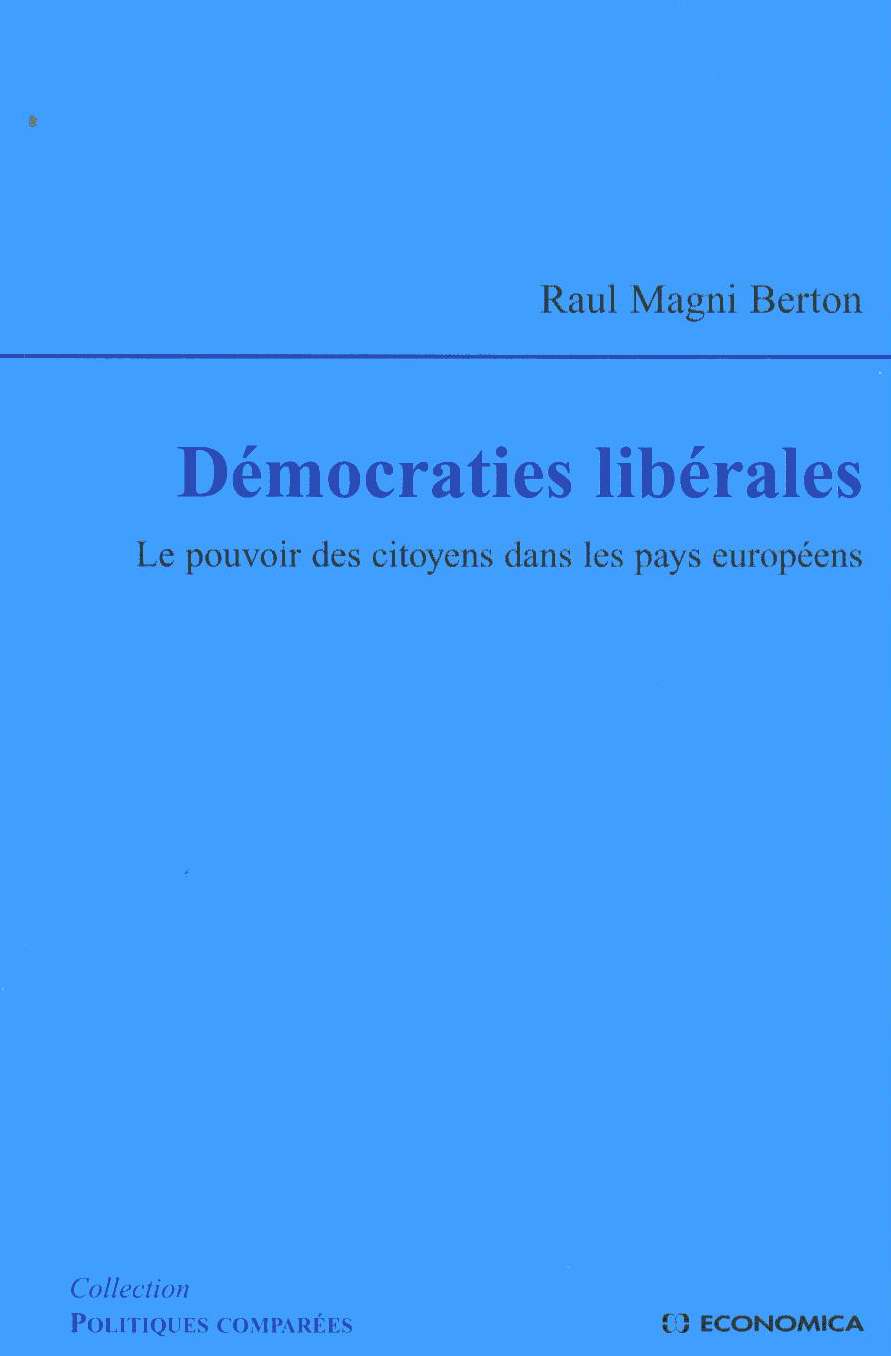 Raul Magni Berton
Démocraties libérales
Le pouvoir des citoyens dans les pays européens
Collection
POLITIQUES COMPARÉES
ECONOMICA